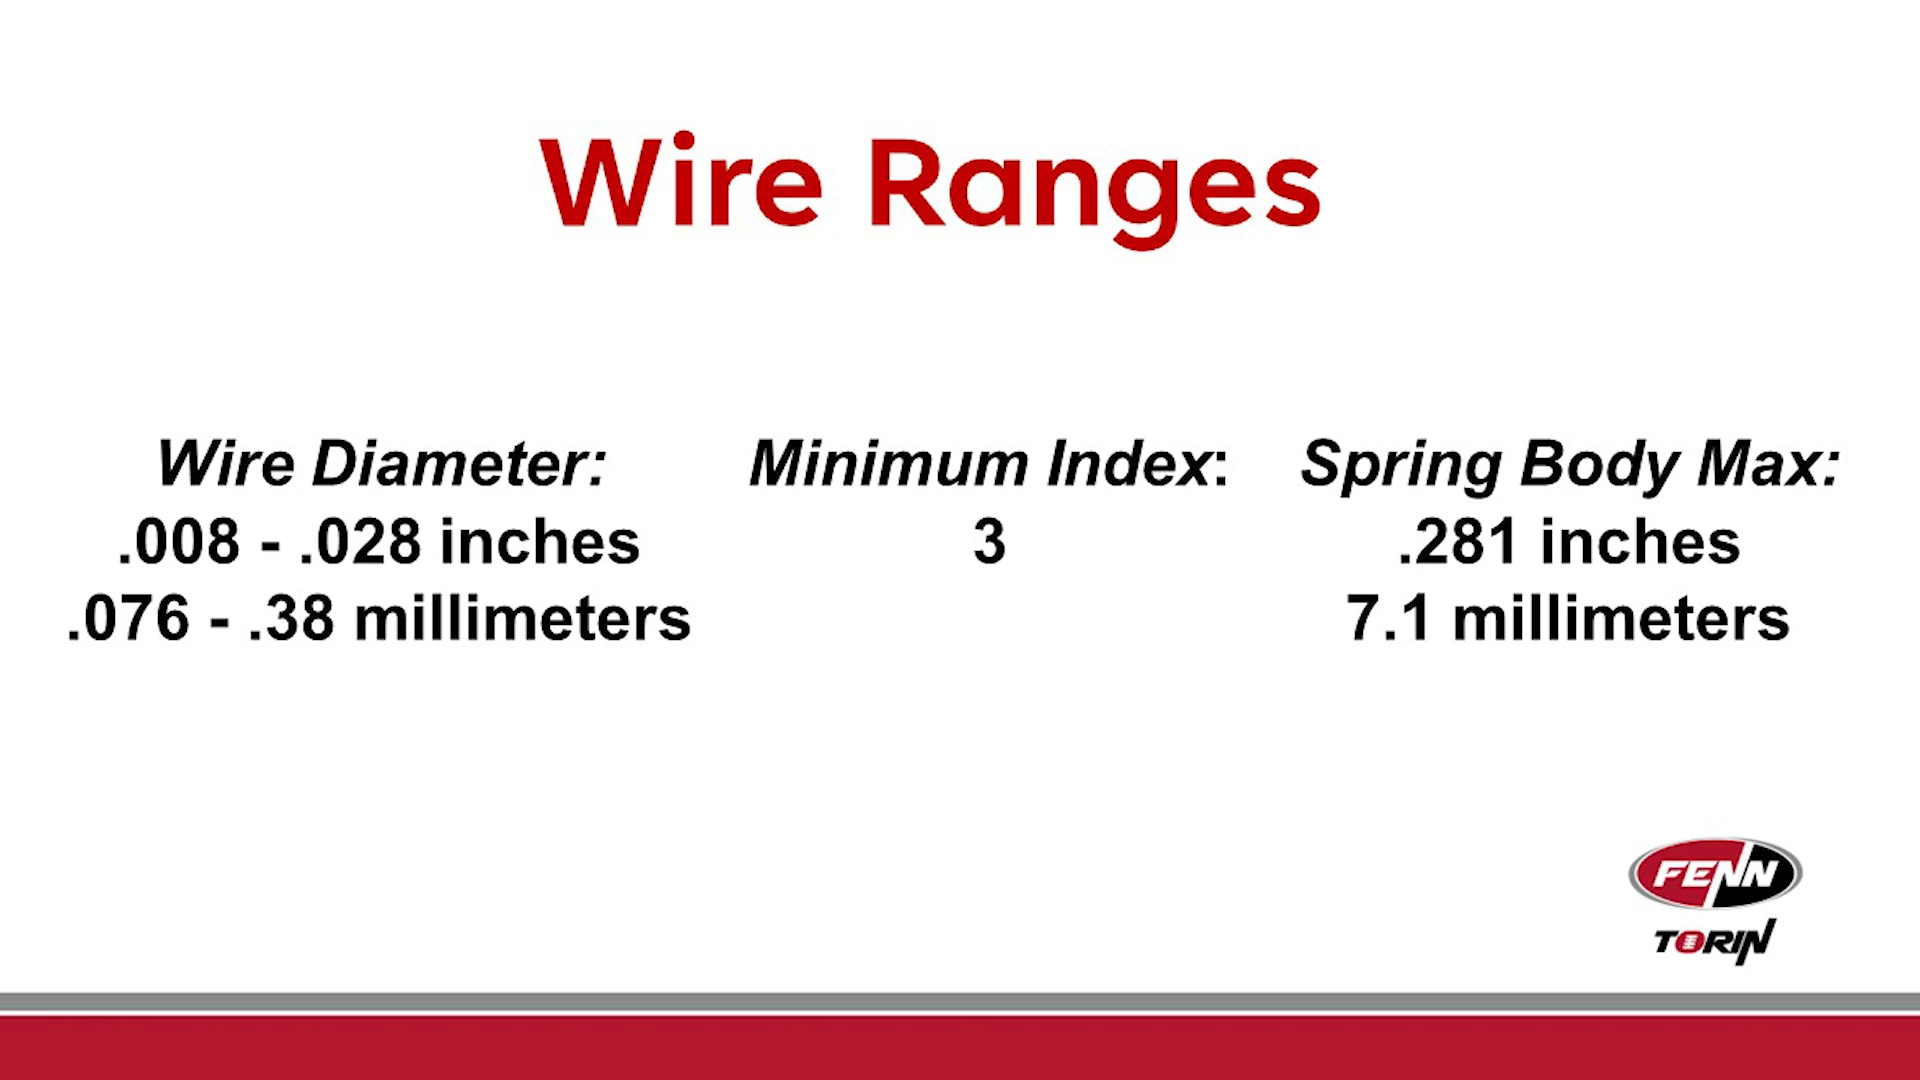 Wire Ranges
Wire Diameter:
.008 - .028 inches
.076 - .38 millimeters
Minimum Index:
3
Spring Body Max:
.281 inches
7.1 millimeters
FENN
TORIN